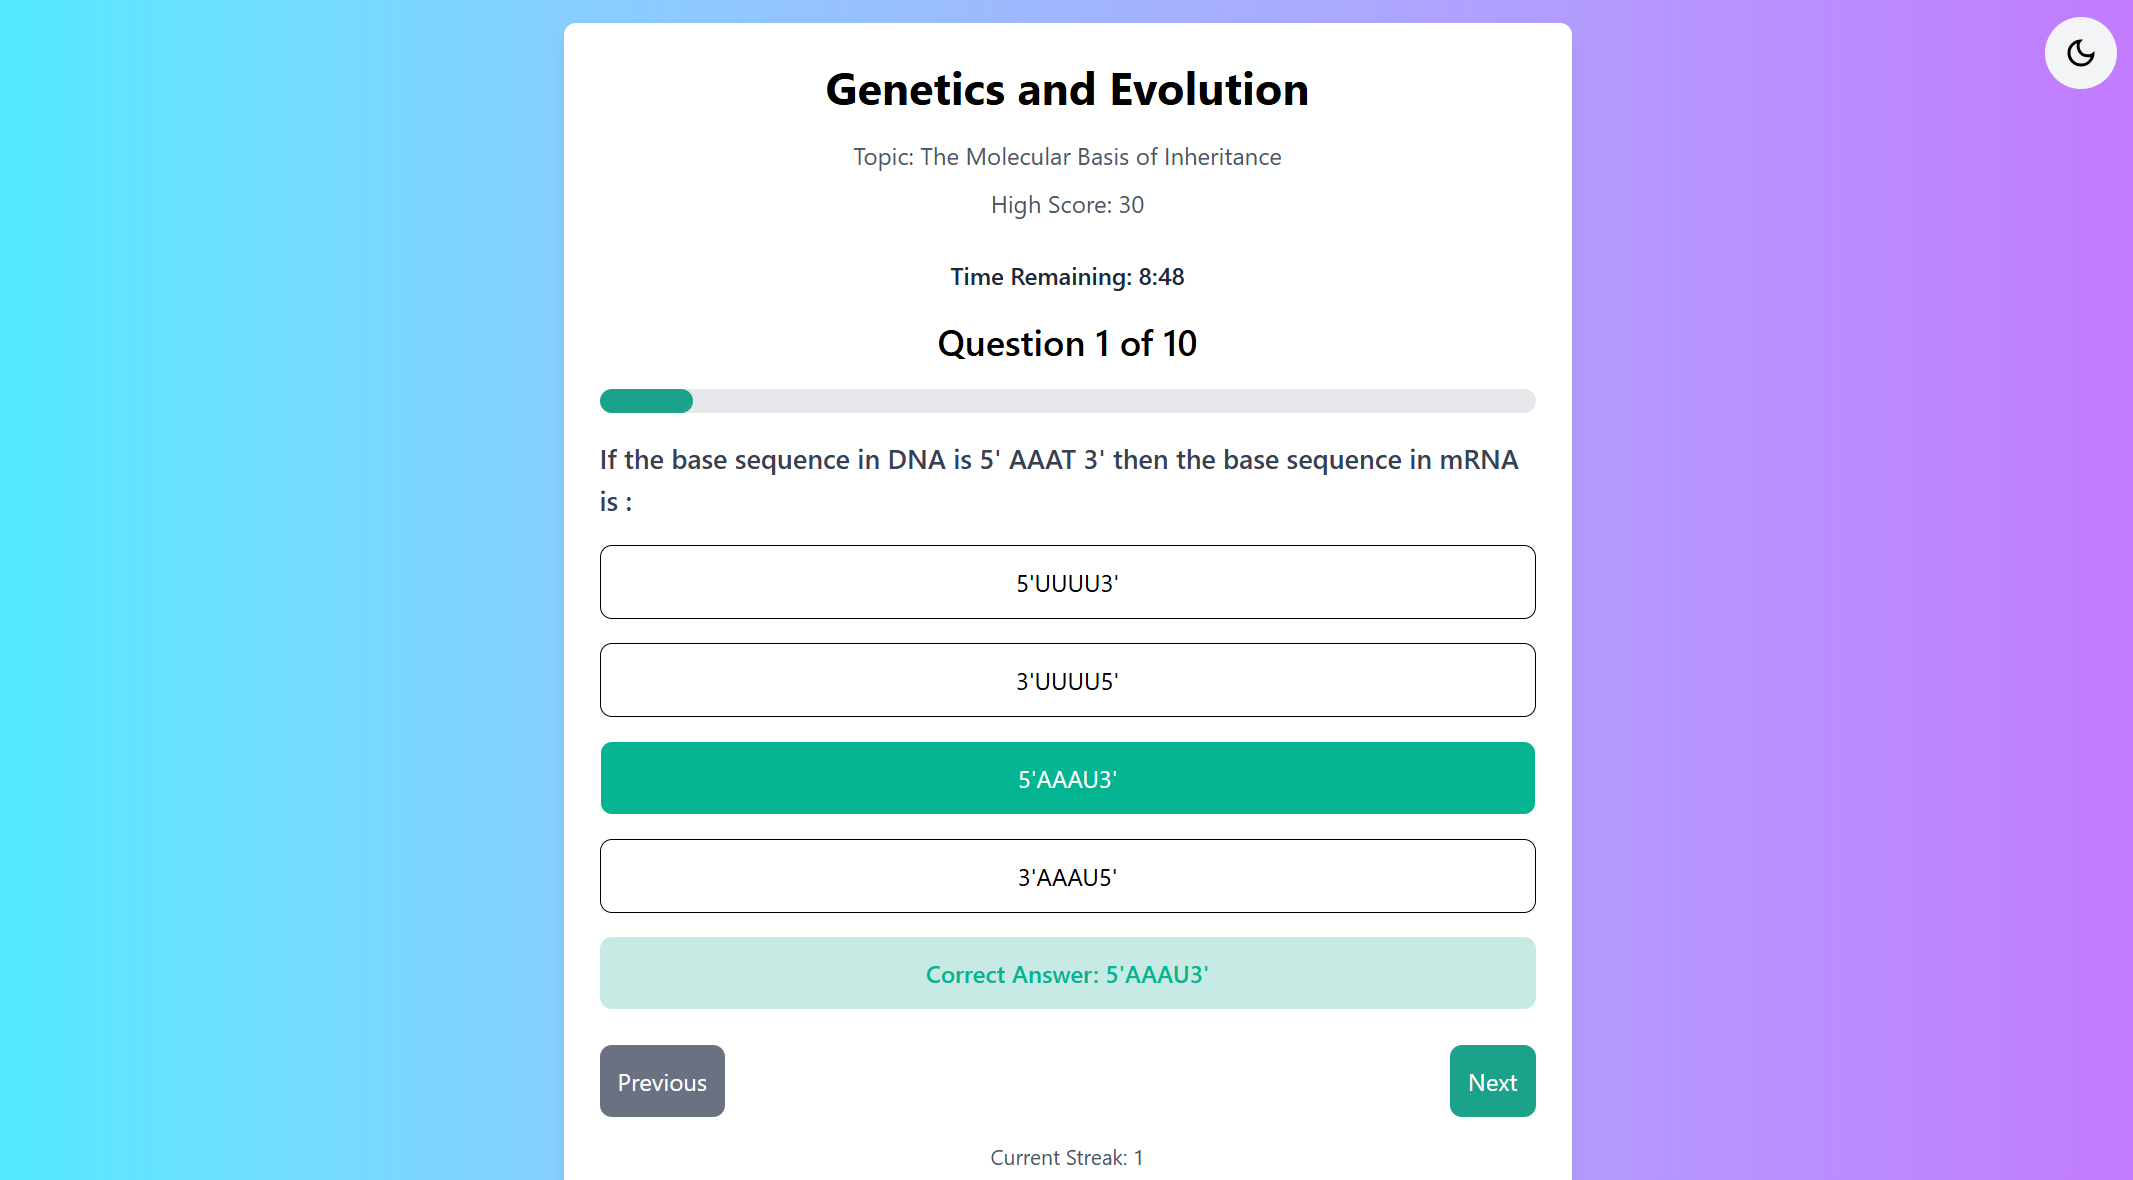 Genetics and Evolution
Topic: The Molecular Basis of Inheritance
High Score: 30
Time Remaining: 8:48
Question 1 of 10
If the base sequence in DNA is 5' AAAT 3' then the base sequence in mRNA
is :
5'UUUU3'
3'UUUU5'
5'AAAU3'
3'AAAU5'
Correct Answer: 5'AAAU3'
Previous
Next
Current Streak: 1